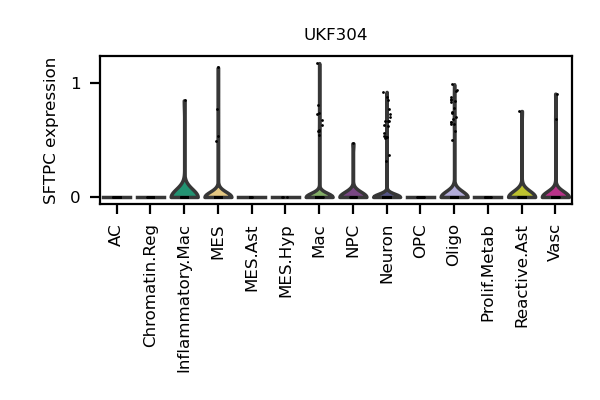 UKF304
SFTPC expression
1
0
AC
Chromatin.Reg
Inflammatory.Mac
MES
MES.Ast
MES.Hyp
Mac
NPC
Neuron
OPC
Oligo
Prolif.Metab
Reactive.Ast
Vasc